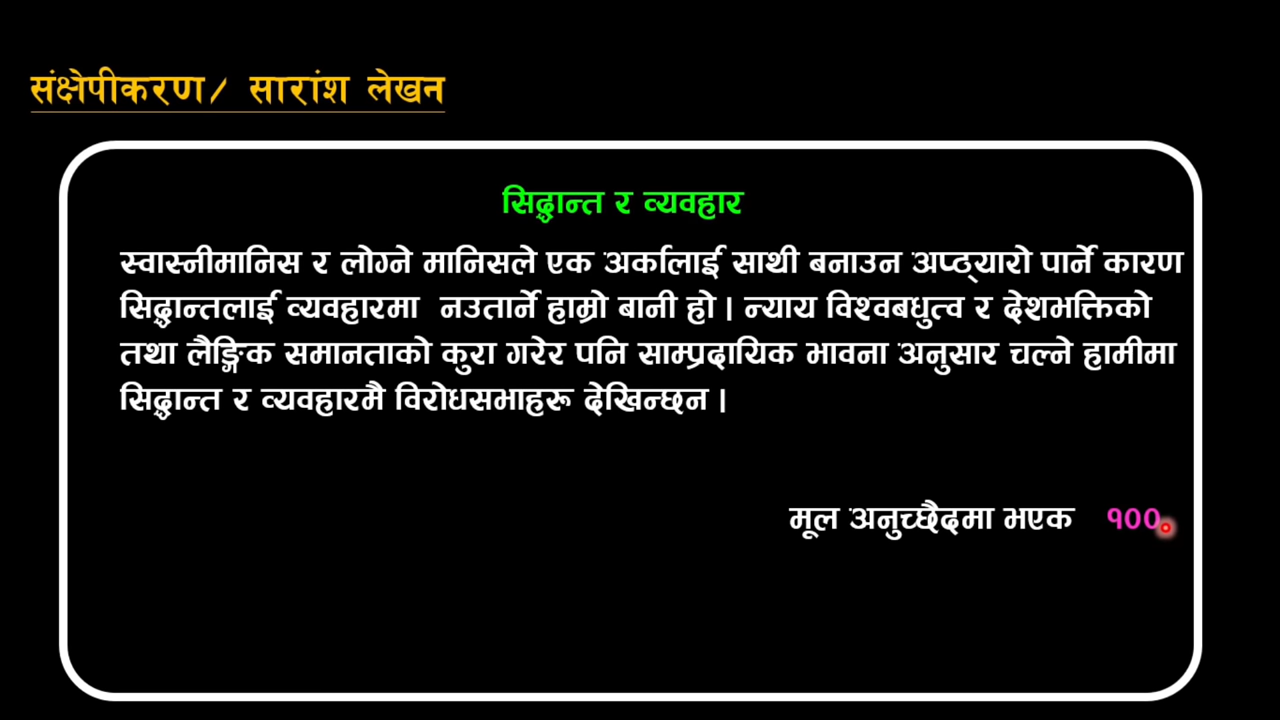 संक्षेपीकरण/ सारांश लेखन
सिद्धान्त र व्यवहार
स्वास्नीमानिस र लोग्ने मानिसले एक अर्कालाई साथी बनाउन अप्ठ्यारो पार्ने कारण
सिद्धान्तलाई व्यवहारमा नउतार्ने हाम्रो बानी हो । न्याय विश्वबधुत्व र देशभक्तिको
तथा लैङ्गिक समानताको कुरा गरेर पनि साम्प्रदायिक भावना अनुसार चल्ने हामीमा
सिद्धान्त र व्यवहारमै विरोधसभाहरू देखिन्छन ।
मूल अनुच्छैदमा भएक १००